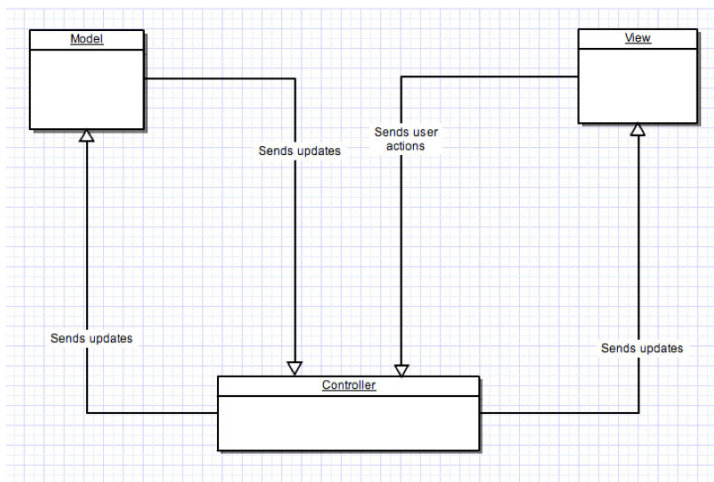 Model
View
Sends user
actions
Sends updates
Sends updates
Sends updates
Controller